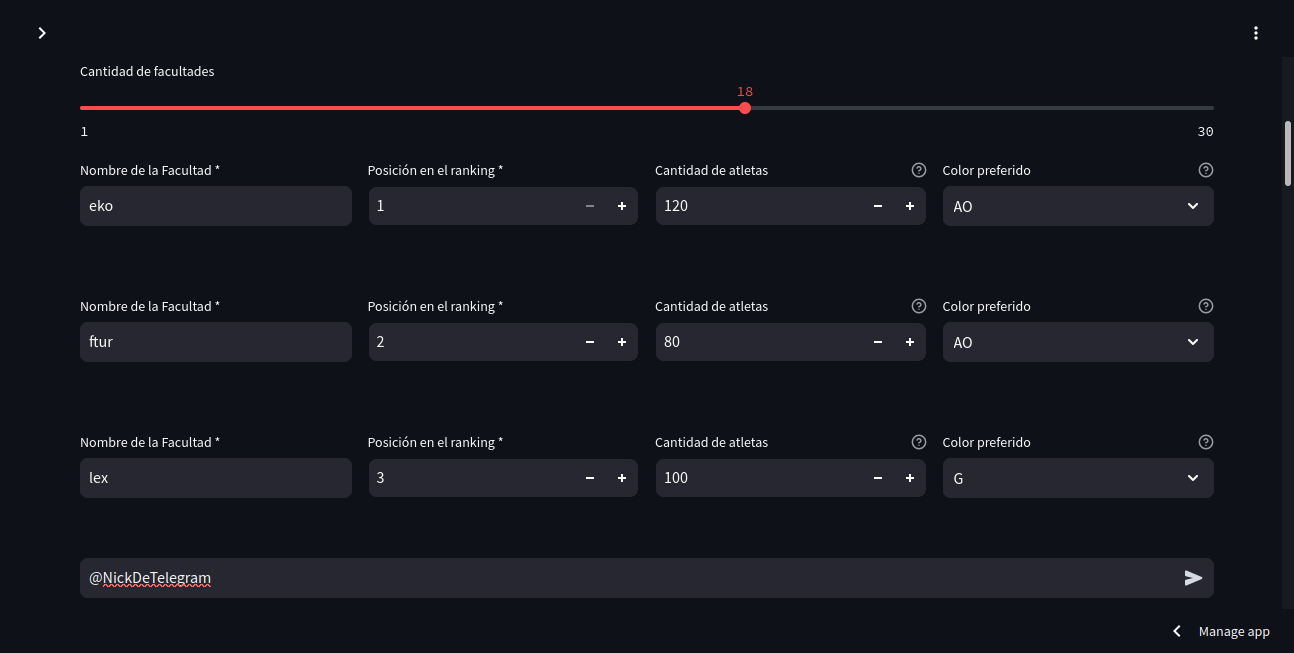 Cantidad de facultades
18
1 30
Nombre de la Facultad * Posición en el ranking * Cantidad de atletas Color preferido
eko 1 120 AO
Nombre de la Facultad * Posición en el ranking * Cantidad de atletas Color preferido
ftur 2 80 AO
Nombre de la Facultad * Posición en el ranking * Cantidad de atletas Color preferido
lex 3 100 G
@NickDeTelegram
Manage app